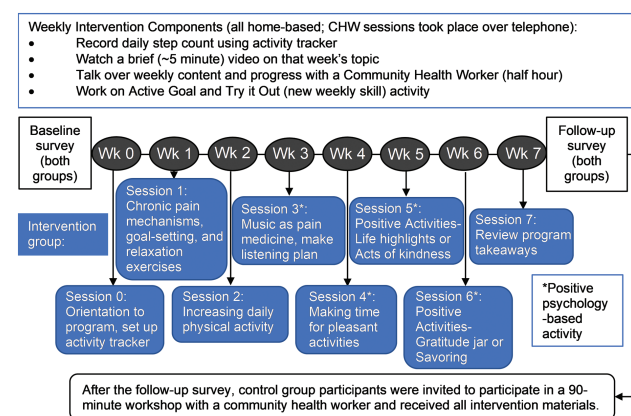 Weekly Intervention Components (all home-based; CHW sessions took place over telephone):
• Record daily step count using activity tracker
• Watch a brief (~5 minute) video on that week's topic
• Talk over weekly content and progress with a Community Health Worker (half hour)
• Work on Active Goal and Try it Out (new weekly skill) activity
Baseline
survey
(both
groups)
Wk 0
Wk 1
Wk 2
Wk 3
Wk 4
Wk 5
Wk 6
Wk 7
Follow-up
survey
(both
groups)
Intervention
group:
Session 1:
Chronic pain
mechanisms,
goal-setting, and
relaxation
exercises
Session 3*:
Music as pain
medicine, make
listening plan
Session 5*:
Positive Activities-
Life highlights or
Acts of kindness
Session 7:
Review program
takeaways
Session 0:
Orientation to
program, set up
activity tracker
Session 2:
Increasing daily
physical activity
Session 4*:
Making time
for pleasant
activities
Session 6*:
Positive
Activities-
Gratitude jar or
Savoring
*Positive
psychology
-based
activity
After the follow-up survey, control group participants were invited to participate in a 90-
minute workshop with a community health worker and received all intervention materials.